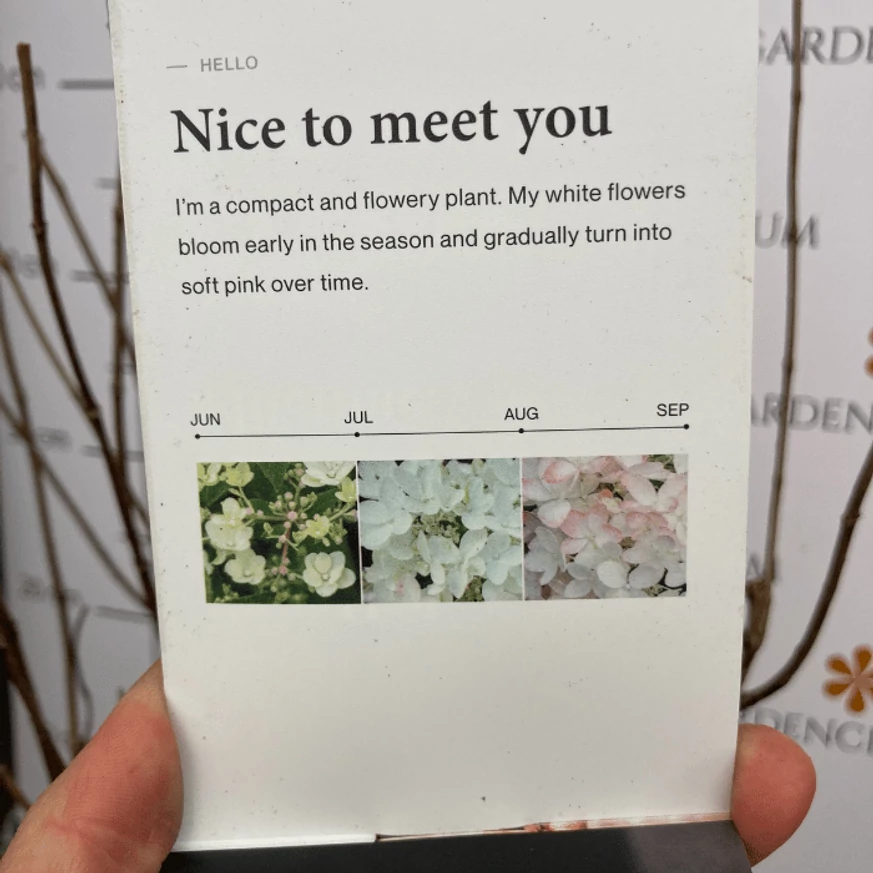 — HELLO
Nice to meet you
I'm a compact and flowery plant. My white flowers
bloom early in the season and gradually turn into
soft pink over time.
JUN JUL AUG SEP